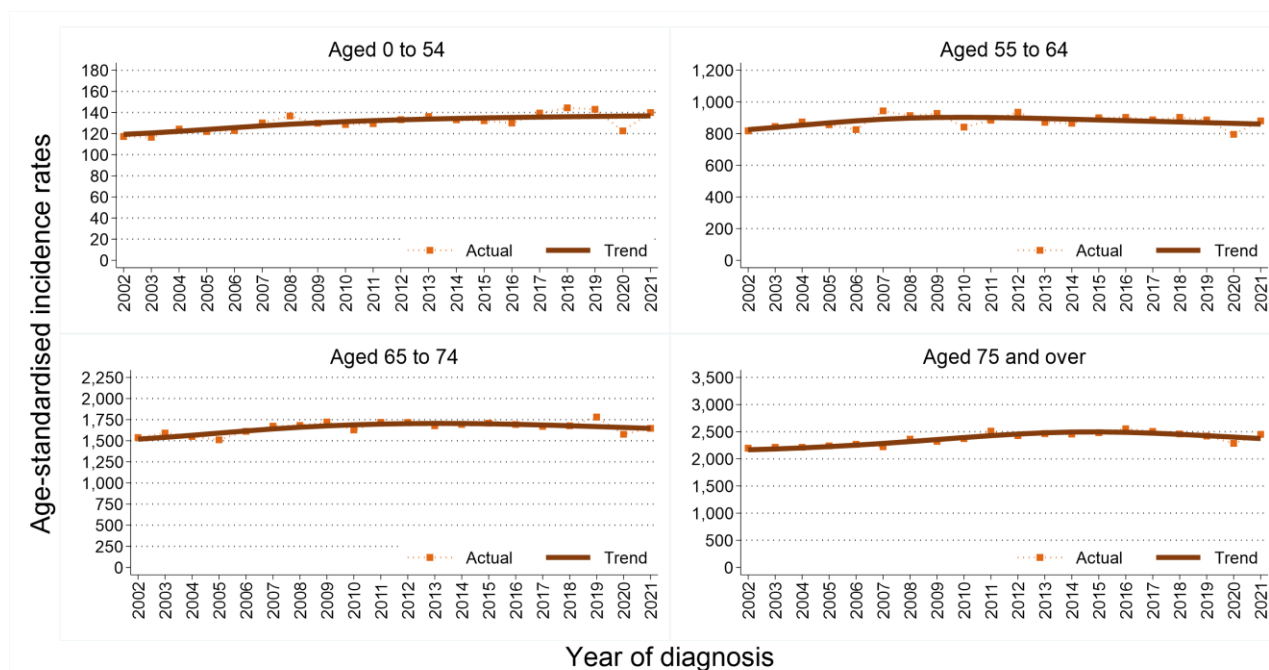 Age-standardised incidence rates
Aged 0 to 54
180
160
140
120
100
80
60
40
20
0
Actual Trend
2002 2003 2004 2005 2006 2007 2008 2009 2010 2011 2012 2013 2014 2015 2016 2017 2018 2019 2020 2021
Aged 55 to 64
1,200
1,000
800
600
400
200
0
Actual Trend
2002 2003 2004 2005 2006 2007 2008 2009 2010 2011 2012 2013 2014 2015 2016 2017 2018 2019 2020 2021
Aged 65 to 74
2,250
2,000
1,750
1,500
1,250
1,000
750
500
250
0
Actual Trend
2002 2003 2004 2005 2006 2007 2008 2009 2010 2011 2012 2013 2014 2015 2016 2017 2018 2019 2020 2021
Aged 75 and over
3,500
3,000
2,500
2,000
1,500
1,000
500
0
Actual Trend
2002 2003 2004 2005 2006 2007 2008 2009 2010 2011 2012 2013 2014 2015 2016 2017 2018 2019 2020 2021
Year of diagnosis